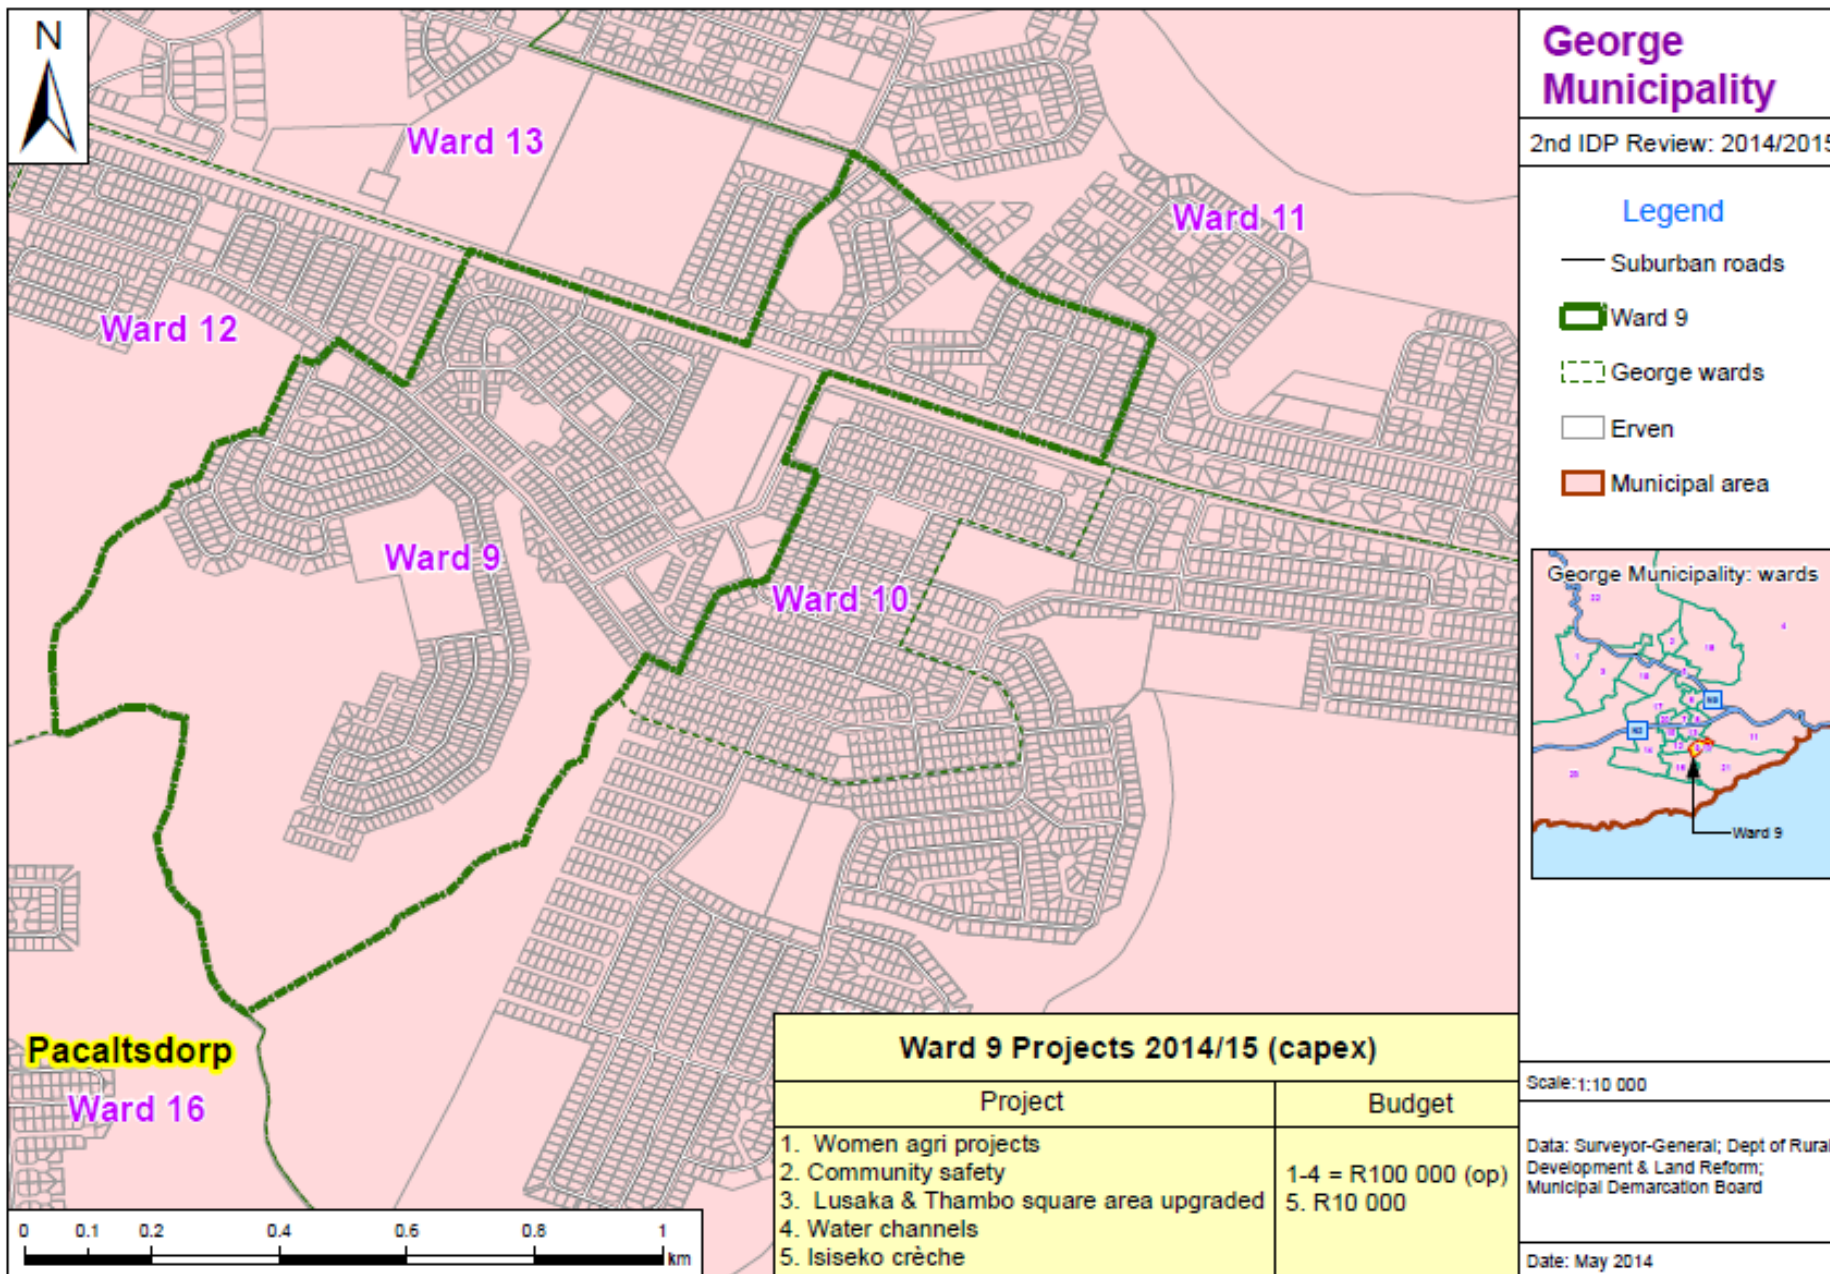 N
Ward 13
Ward 11
Ward 12
Ward 9
Ward 10
Pacaltsdorp
Ward 16
0 0.1 0.2 0.4 0.6 0.8 1
km
Ward 9 Projects 2014/15 (capex)
Project Budget
1. Women agri projects
2. Community safety
3. Lusaka & Thambo square area upgraded
4. Water channels
5. Isiseko crèche
1-4 = R100 000 (op)
5. R10 000
George
Municipality
2nd IDP Review: 2014/2015
Legend
Suburban roads
Ward 9
George wards
Erven
Municipal area
George Municipality: wards
Ward 9
Scale:1:10 000
Data: Surveyor-General; Dept of Rural
Development & Land Reform;
Municipal Demarcation Board
Date: May 2014